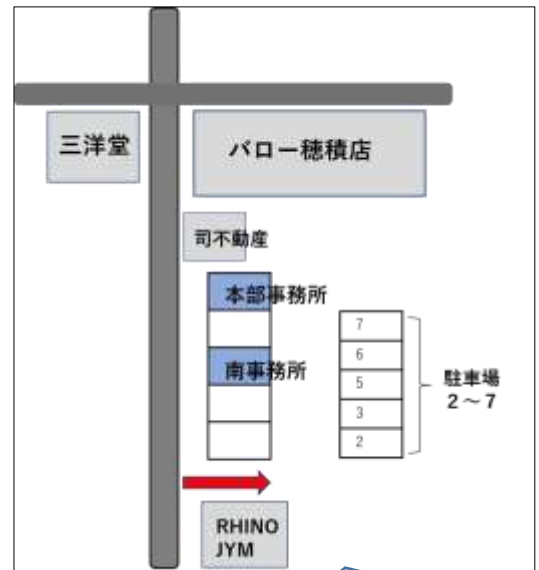 三洋堂
バロー穂積店
司不動産
本部事務所
南事務所
7
6
5
3
2
駐車場
2～7
RHINO
JYM